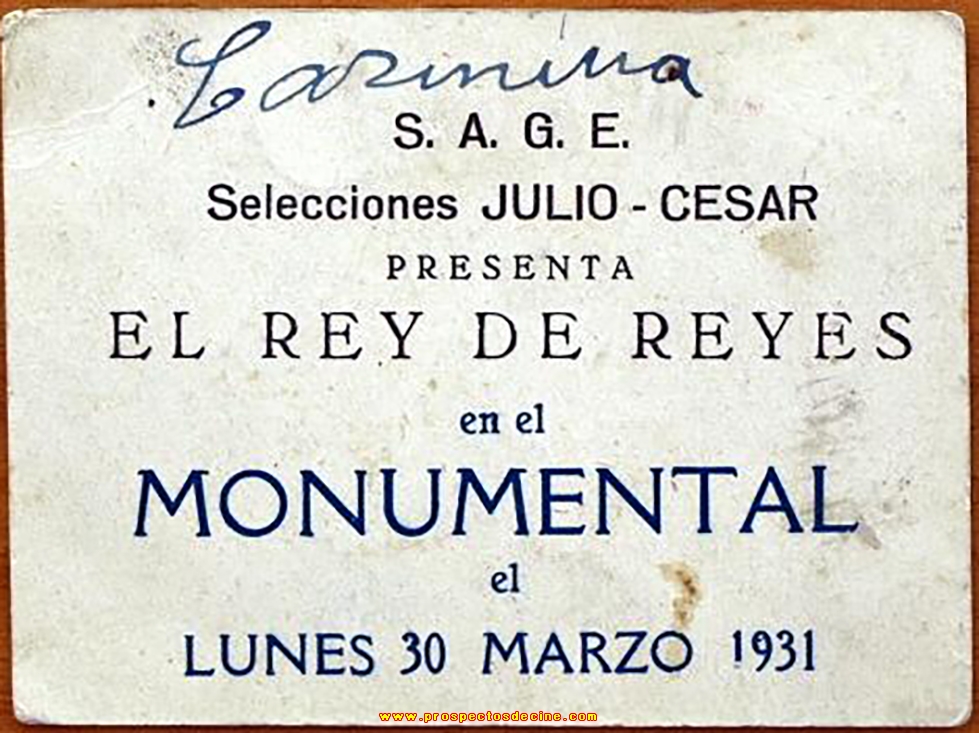 Carmina
S. A. G. E.
Selecciones JULIO - CESAR
PRESENTA
EL REY DE REYES
en el
MONUMENTAL
el
LUNES 30 MARZO 1931
www.prospectosdecine.com